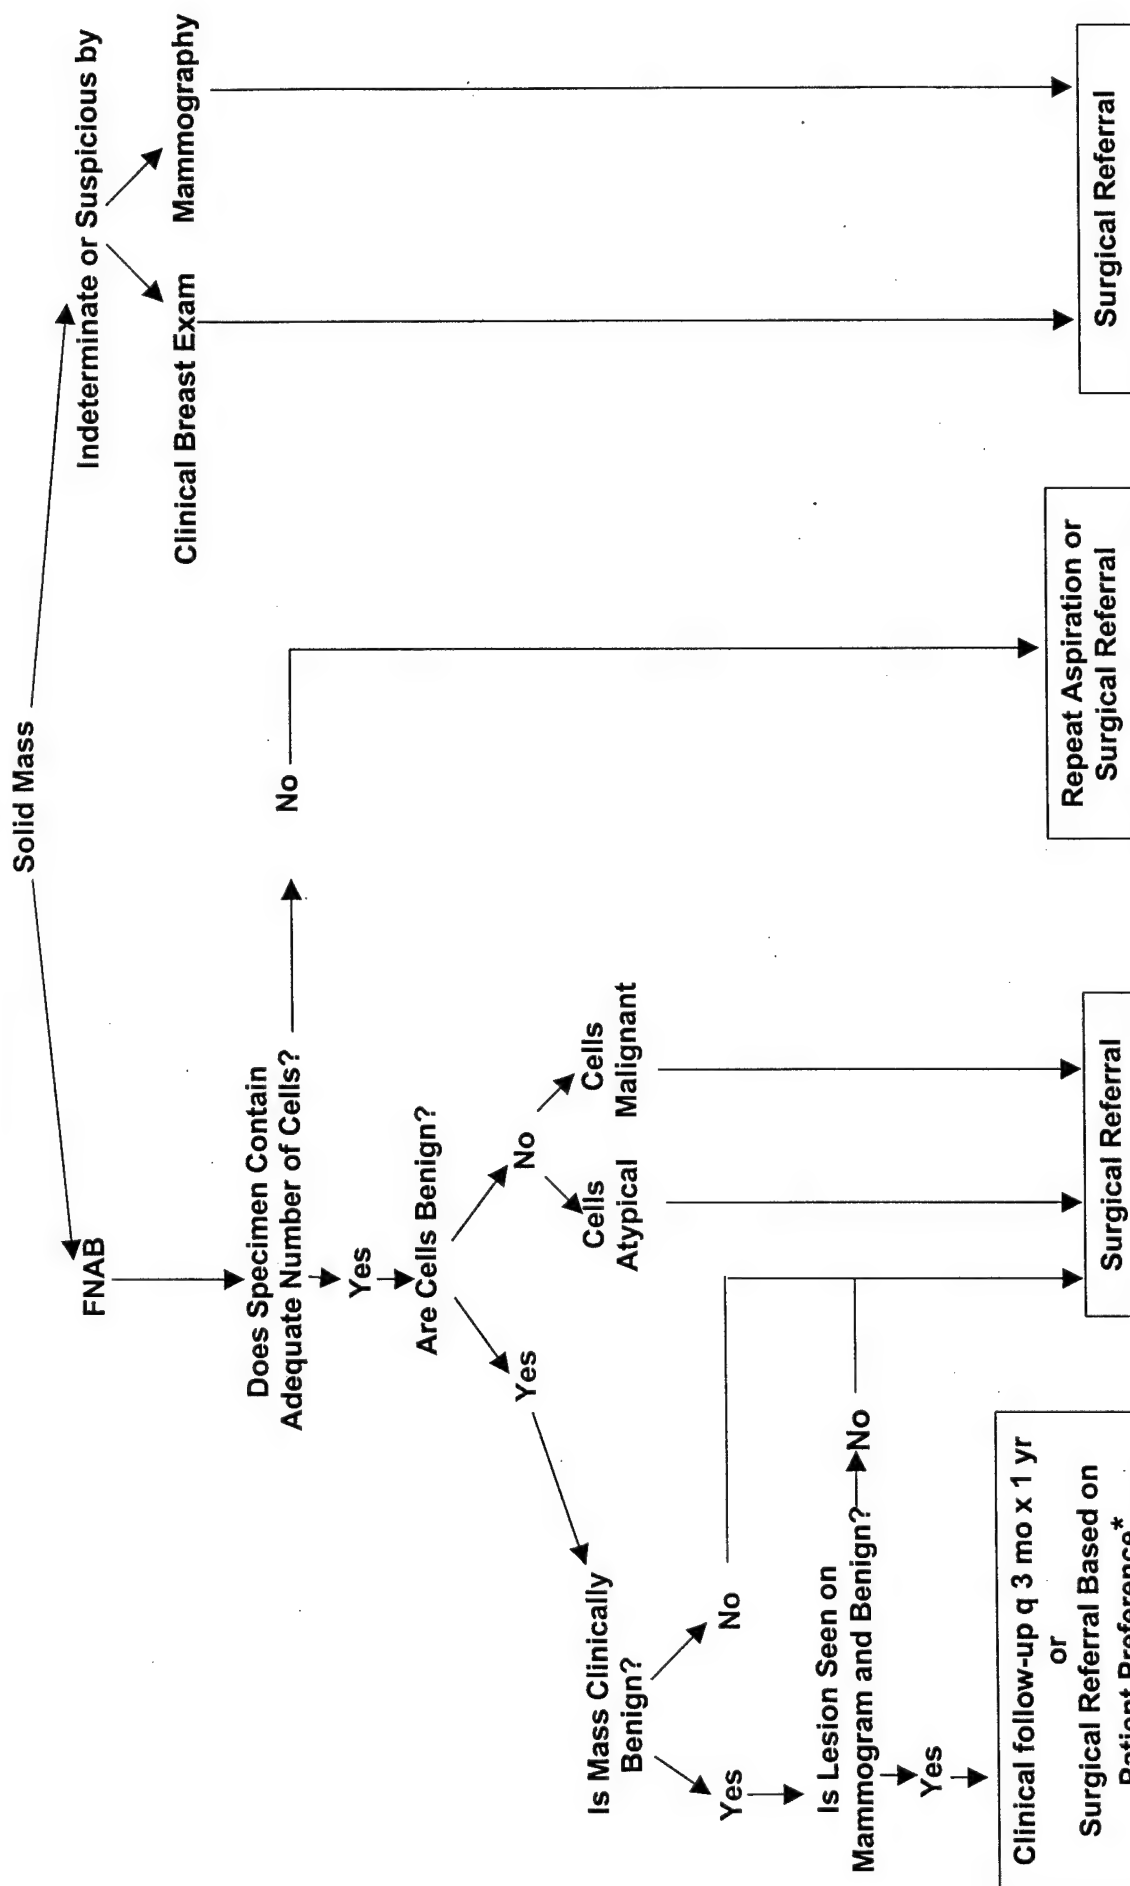 Solid Mass
FNAB
Indeterminate or Suspicious by
Clinical Breast Exam
Mammography
Does Specimen Contain
Adequate Number of Cells?
No
Yes
Are Cells Benign?
Yes
No
Cells
Atypical
Cells
Malignant
Is Mass Clinically
Benign?
Yes
No
Is Lesion Seen on
Mammogram and Benign?
No
Yes
Clinical follow-up q 3 mo x 1 yr
or
Surgical Referral Based on
Patient Preference*
Surgical Referral
Repeat Aspiration or
Surgical Referral
Surgical Referral